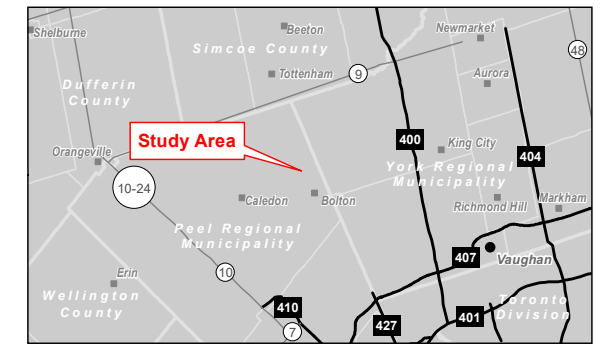 Shelburne
Beeton
Newmarket
Simcoe County
48
Tottenham
9
Aurora
Dufferin
County
Study Area
400
King City
404
Orangeville
York Regional
Municipality
10-24
Caledon
Bolton
Richmond Hill
Markham
Peel Regional
Municipality
407
Vaughan
Erin
10
Wellington
County
410
Toronto
Division
427
401
7